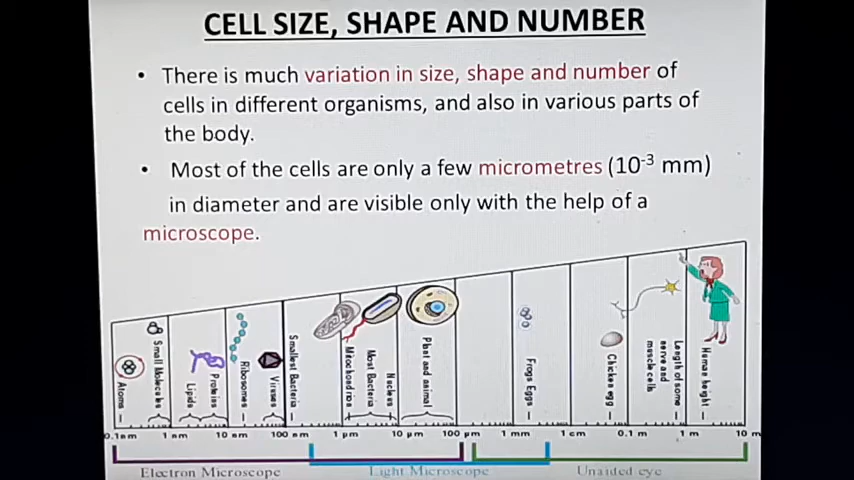 CELL SIZE, SHAPE AND NUMBER
• There is much variation in size, shape and number of
cells in different organisms, and also in various parts of
the body.
• Most of the cells are only a few micrometres (10⁻³ mm)
in diameter and are visible only with the help of a
microscope.
Atoms
Small Molecules
Lipids
Proteins
Ribosomes
Viruses
Smallest Bacteria
Mitochondrion
Most Bacteria
Nucleus
Plant and animal
Frogs Eggs
Chicken egg
Length of some
nerve and
muscle cells
Human height
0.1nm 1 nm 10 nm 100 nm 1 µm 10 µm 100 µm 1 mm 1 cm 0.1 m 1 m 10 m
Electron Microscope Light Microscope Unaided eye